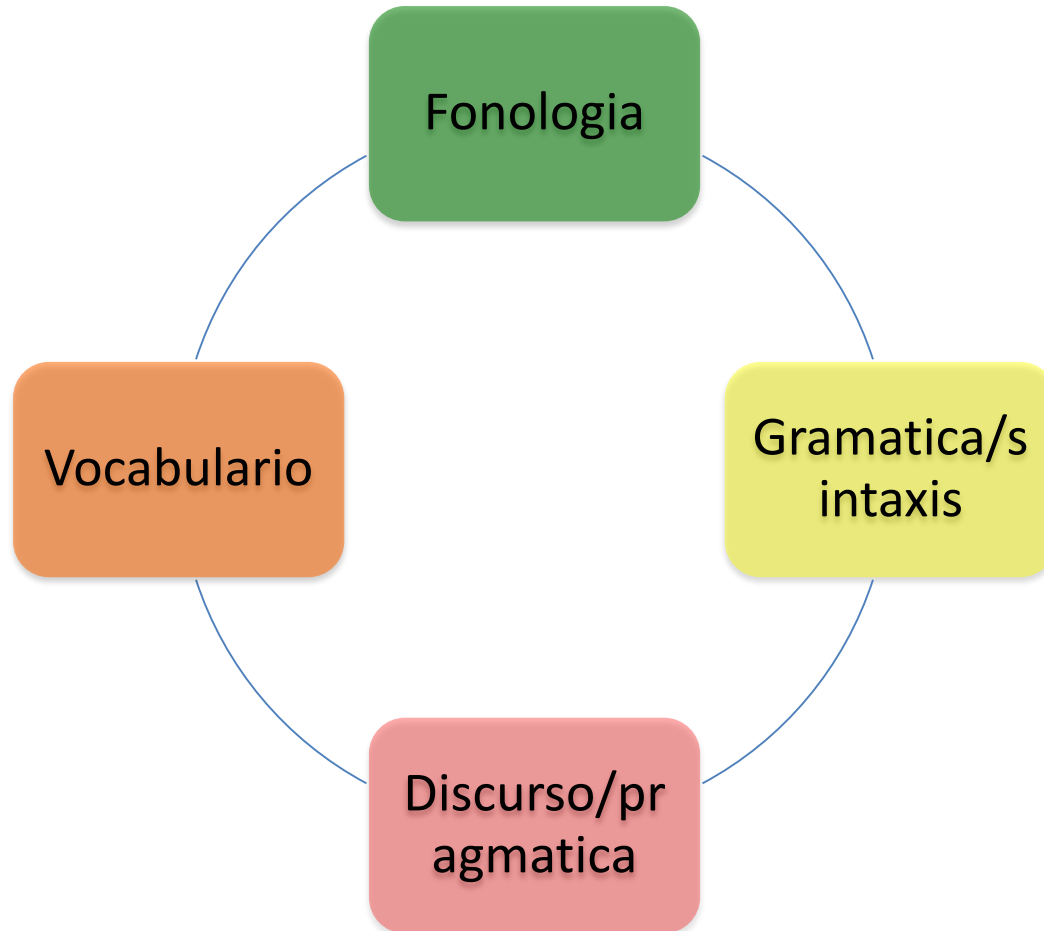 Fonologia
Vocabulario
Gramatica/s
intaxis
Discurso/pr
agmatica